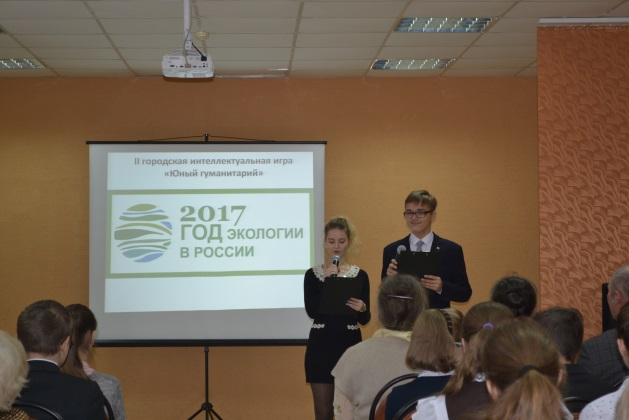 II городская интеллектуальная игра
«Юный гуманитарий»
2017
ГОД ЭКОЛОГИИ
В РОССИИ